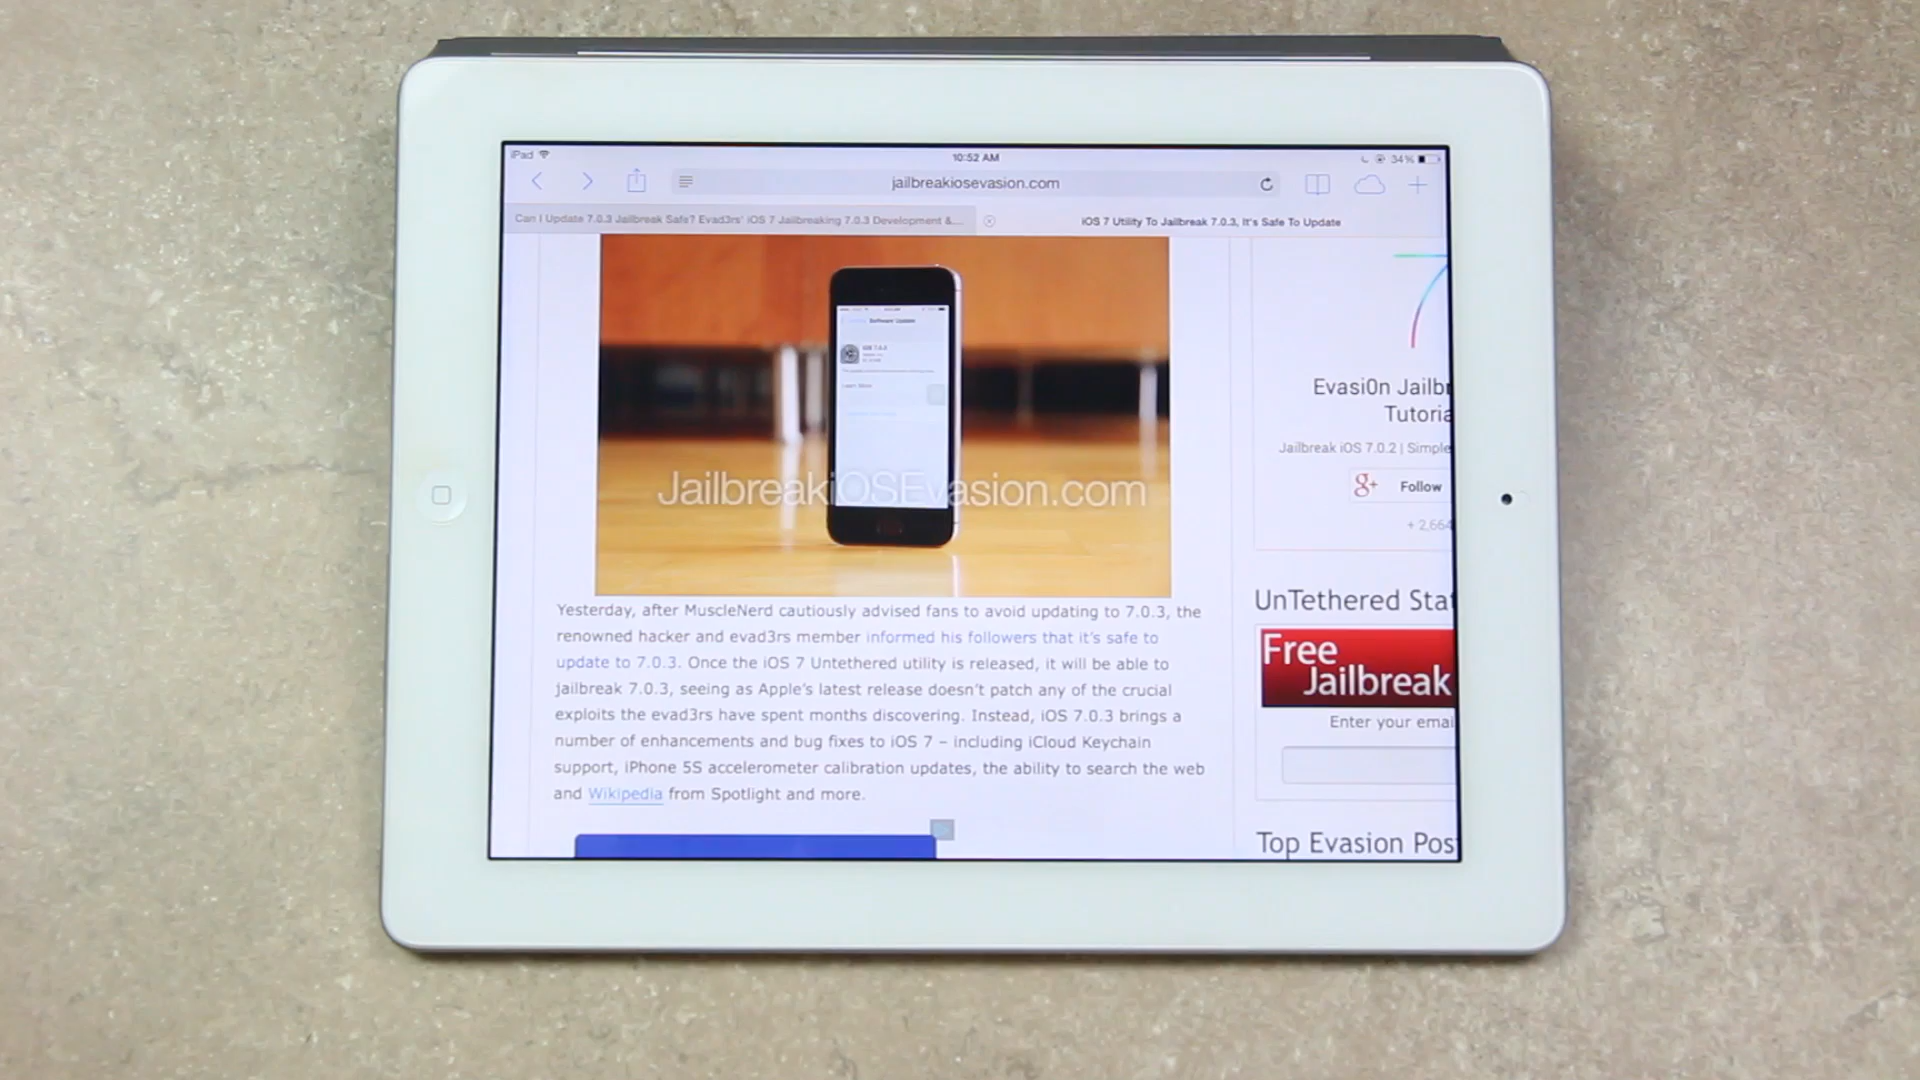 iPad
10:52 AM
34%
jailbreakiosevasion.com
Can I Update 7.0.3 Jailbreak Safe? Evad3rs' iOS 7 Jailbreaking 7.0.3 Development &....
iOS 7 Utility To Jailbreak 7.0.3, It's Safe To Update
Software Update
JailbreakiOSEvasion.com
Yesterday, after MuscleNerd cautiously advised fans to avoid updating to 7.0.3, the
renowned hacker and evad3rs member informed his followers that it's safe to
update to 7.0.3. Once the iOS 7 Untethered utility is released, it will be able to
jailbreak 7.0.3, seeing as Apple's latest release doesn't patch any of the crucial
exploits the evad3rs have spent months discovering. Instead, iOS 7.0.3 brings a
number of enhancements and bug fixes to iOS 7 – including iCloud Keychain
support, iPhone 5S accelerometer calibration updates, the ability to search the web
and Wikipedia from Spotlight and more.
Evasi0n Jailbr
Tutoria
Jailbreak iOS 7.0.2 | Simple
g+ Follow
+ 2,664
UnTethered Stat
Free
Jailbreak
Enter your emai
Top Evasion Pos